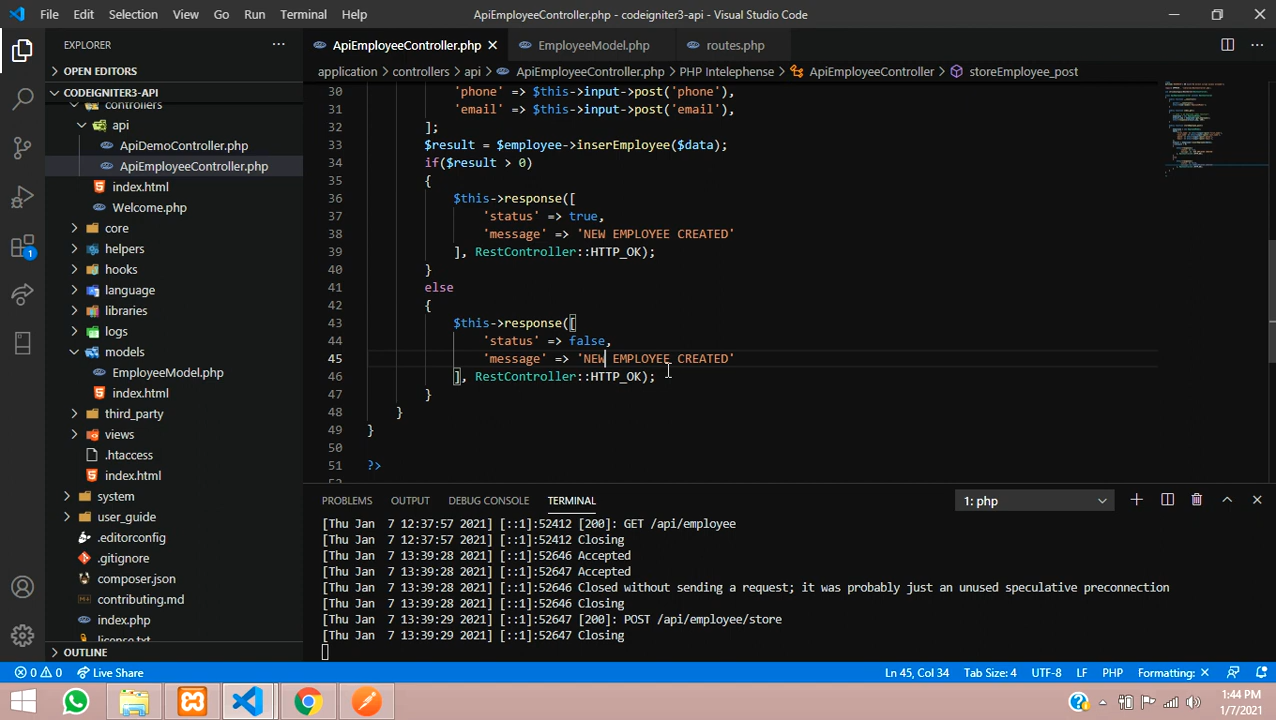 File Edit Selection View Go Run Terminal Help
ApiEmployeeController.php - codeigniter3-api - Visual Studio Code
EXPLORER
OPEN EDITORS
CODEIGNITER3-API
controllers
api
ApiDemoController.php
ApiEmployeeController.php
index.html
Welcome.php
core
helpers
hooks
language
libraries
logs
models
EmployeeModel.php
index.html
third_party
views
.htaccess
index.html
system
user_guide
.editorconfig
.gitignore
composer.json
contributing.md
index.php
license.txt
OUTLINE
1
ApiEmployeeController.php
EmployeeModel.php
routes.php
application > controllers > api > ApiEmployeeController.php > PHP Intelephense > ApiEmployeeController > storeEmployee_post
30 'phone' => $this->input->post('phone'),
31 'email' => $this->input->post('email'),
32 ];
33 $result = $employee->inserEmployee($data);
34 if($result > 0)
35 {
36 $this->response([
37 'status' => true,
38 'message' => 'NEW EMPLOYEE CREATED'
39 ], RestController::HTTP_OK);
40 }
41 else
42 {
43 $this->response([
44 'status' => false,
45 'message' => 'NEW EMPLOYEE CREATED'
46 ], RestController::HTTP_OK);
47 }
48 }
49 }
50
51 ?>
PROBLEMS OUTPUT DEBUG CONSOLE TERMINAL
1: php
[Thu Jan  7 12:37:57 2021] [::1]:52412 [200]: GET /api/employee
[Thu Jan  7 12:37:57 2021] [::1]:52412 Closing
[Thu Jan  7 13:39:28 2021] [::1]:52646 Accepted
[Thu Jan  7 13:39:28 2021] [::1]:52647 Accepted
[Thu Jan  7 13:39:28 2021] [::1]:52646 Closed without sending a request; it was probably just an unused speculative preconnection
[Thu Jan  7 13:39:28 2021] [::1]:52646 Closing
[Thu Jan  7 13:39:29 2021] [::1]:52647 [200]: POST /api/employee/store
[Thu Jan  7 13:39:29 2021] [::1]:52647 Closing
0 0 Live Share
Ln 45, Col 34 Tab Size: 4 UTF-8 LF PHP Formatting: ×
1:44 PM
1/7/2021